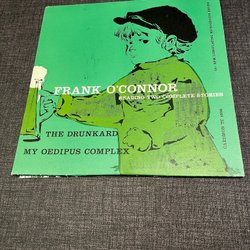 FRANK O'CONNOR
READING TWO COMPLETE STORIES
THE DRUNKARD
MY OEDIPUS COMPLEX